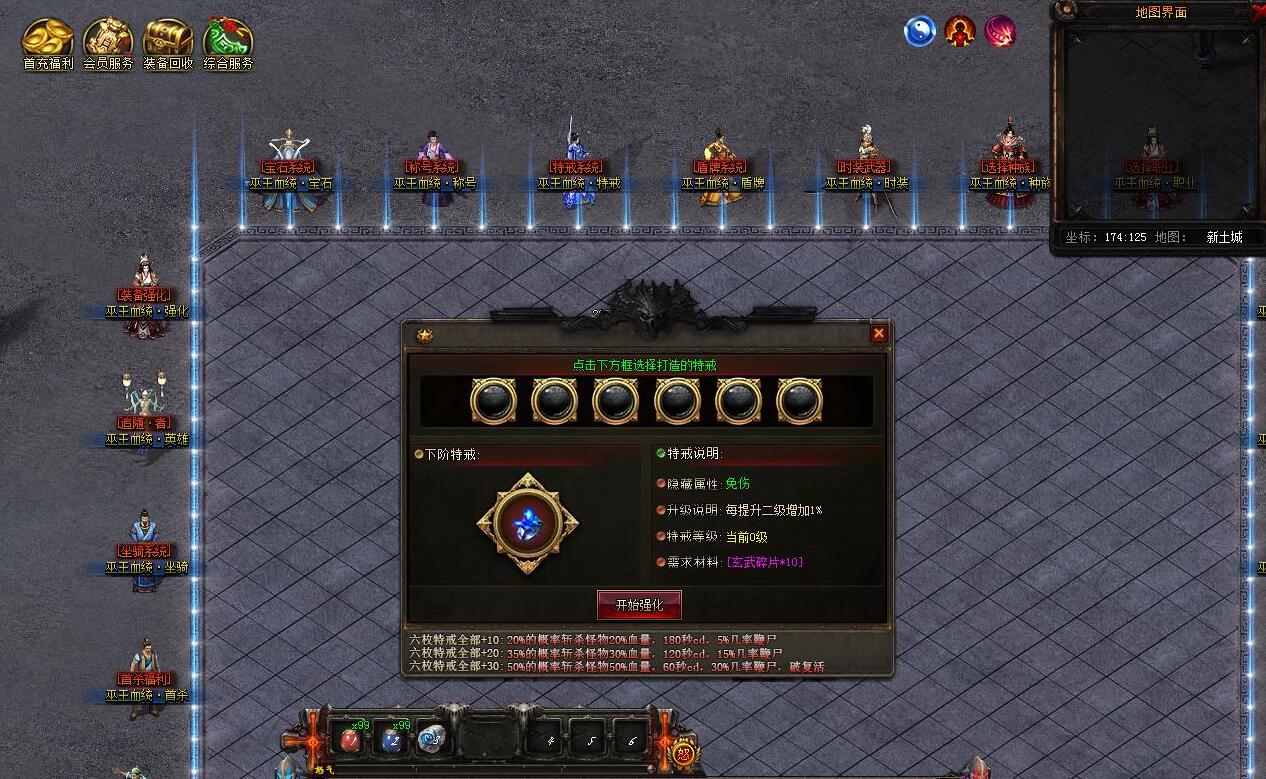 首充福利 会员服务 装备回收 综合服务
地图界面
[宝石系统] [称号系统] [特戒系统] [盾牌系统] [时装武器] [选择种族] [选择职业]
巫王血统·宝石 巫王血统·称号 巫王血统·特戒 巫王血统·盾牌 巫王血统·时装 巫王血统·种族 巫王血统·职业
坐标: 174:125 地图: 新土城
[装备强化]
巫王血统·强化
[追随·者]
巫王血统·英雄
[坐骑系统]
巫王血统·坐骑
[首杀福利]
巫王血统·首杀
点击下方框选择打造的特戒
下阶特戒:
特戒说明:
隐藏属性: 免伤
升级说明: 每提升二级增加1%
特戒等级: 当前0级
需求材料: [玄武碎片*10]
开始强化
六枚特戒全部+10: 20%的概率斩杀怪物20%血量, 180秒cd, 5%几率鞭尸
六枚特戒全部+20: 35%的概率斩杀怪物30%血量, 120秒cd, 15%几率鞭尸
六枚特戒全部+30: 50%的概率斩杀怪物50%血量, 60秒cd, 30%几率鞭尸, 破复活
x99 x99
1 2 3 4 5 6
怒
怒气